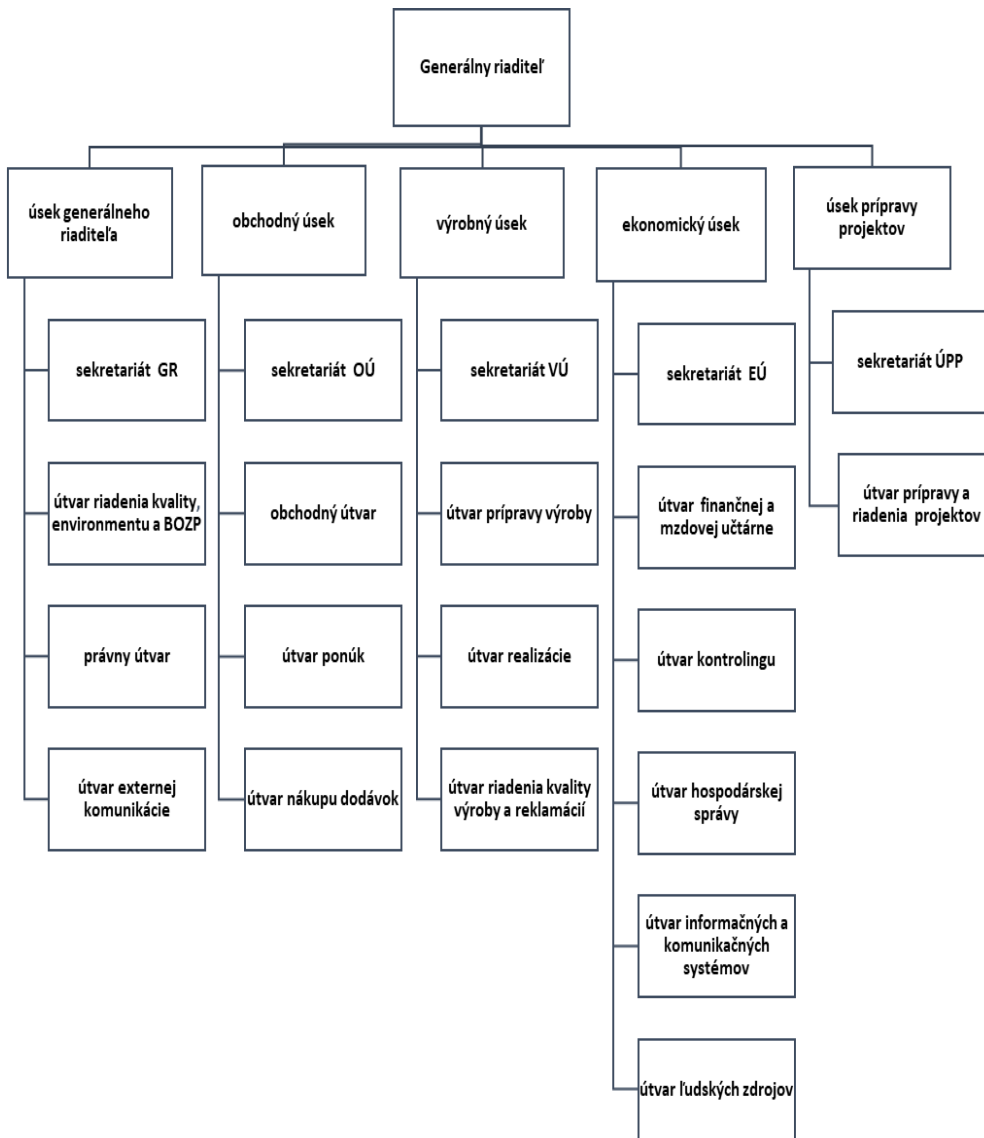 Generálny riaditeľ
úsek generálneho
riaditeľa
obchodný úsek
výrobný úsek
ekonomický úsek
úsek prípravy
projektov
sekretariát GR
sekretariát OÚ
sekretariát VÚ
sekretariát EÚ
sekretariát ÚPP
útvar riadenia kvality,
environmentu a BOZP
obchodný útvar
útvar prípravy výroby
útvar finančnej a
mzdovej učtárne
útvar prípravy a
riadenia projektov
právny útvar
útvar ponúk
útvar realizácie
útvar kontrolingu
útvar externej
komunikácie
útvar nákupu dodávok
útvar riadenia kvality
výroby a reklamácií
útvar hospodárskej
správy
útvar informačných a
komunikačných
systémov
útvar ľudských zdrojov